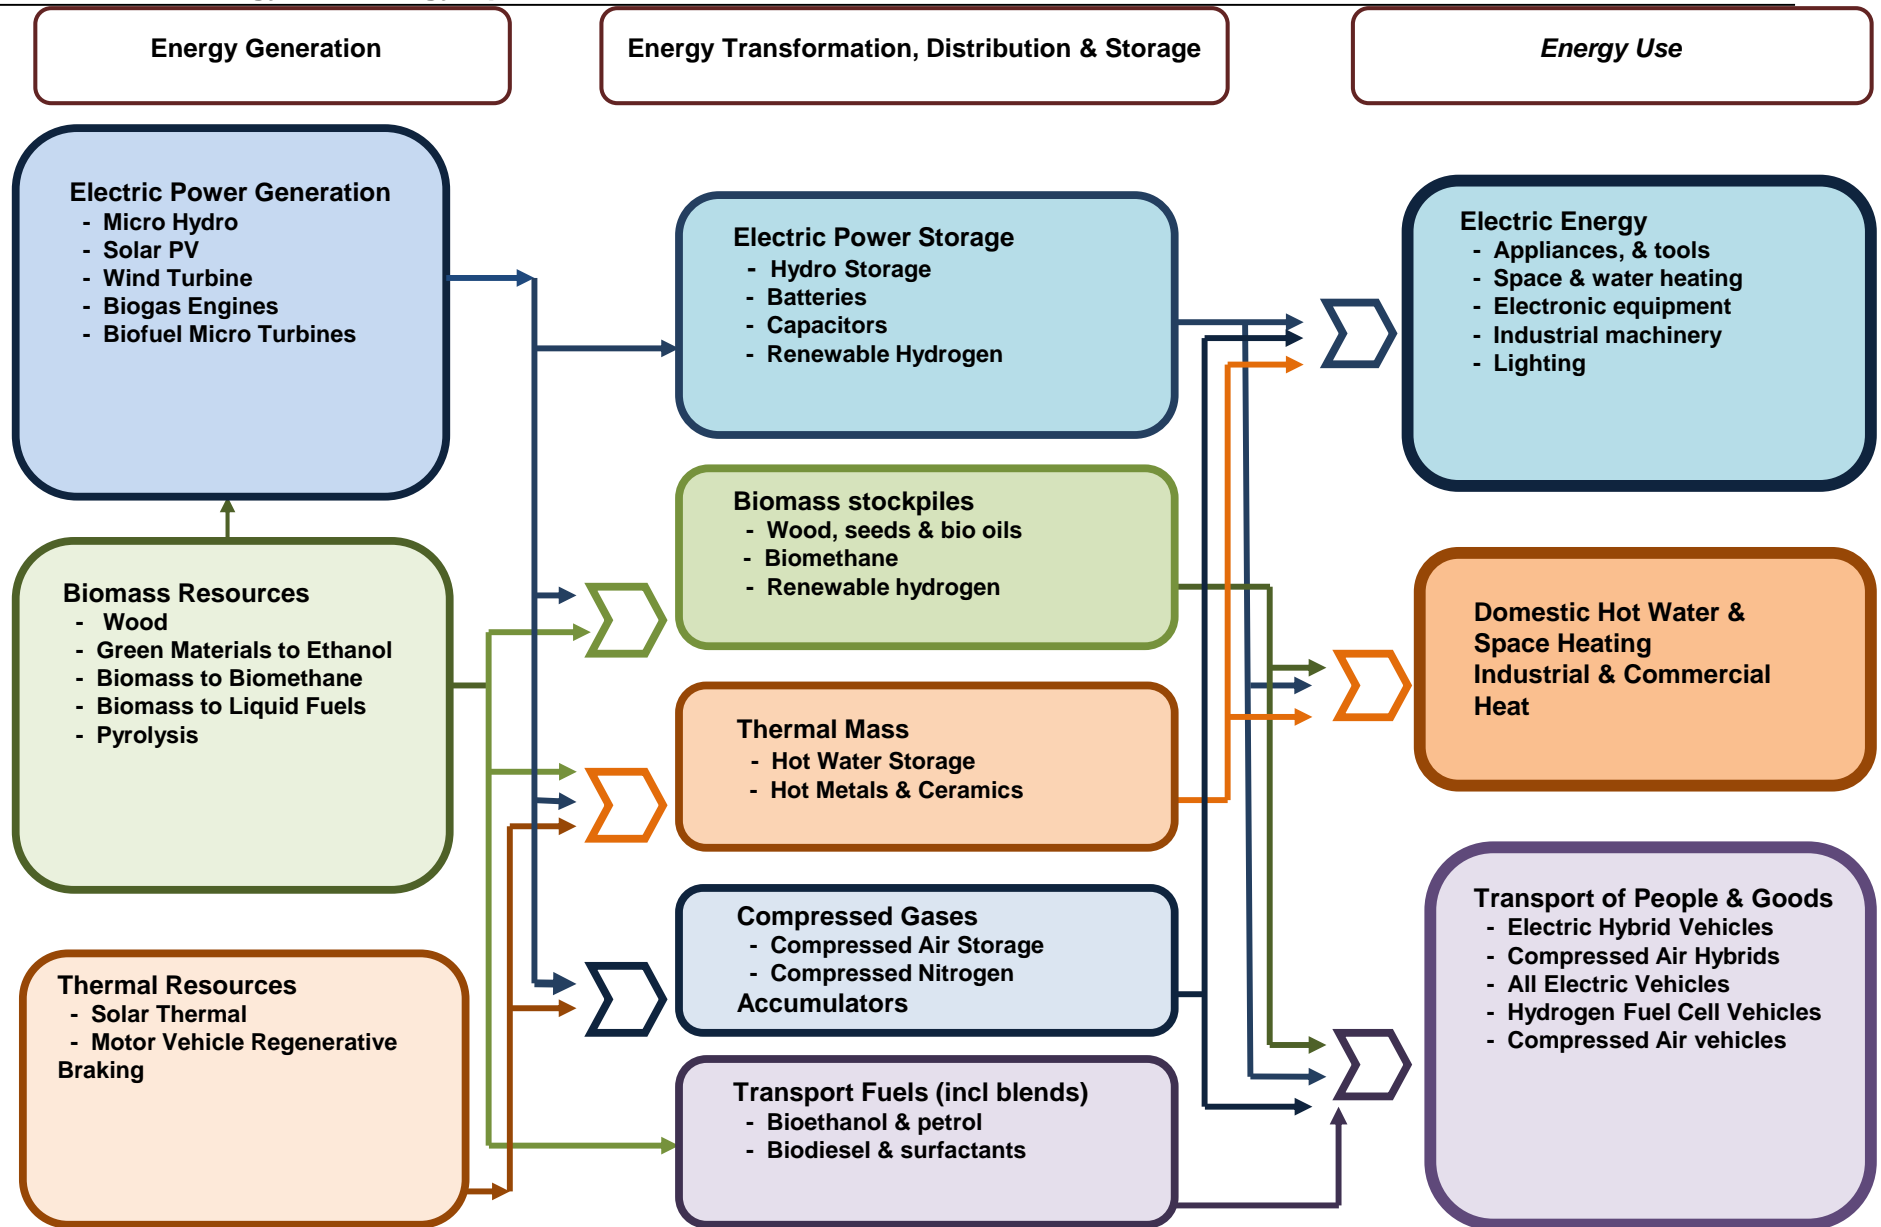 Energy Generation
Energy Transformation, Distribution & Storage
Energy Use
Electric Power Generation
- Micro Hydro
- Solar PV
- Wind Turbine
- Biogas Engines
- Biofuel Micro Turbines
Biomass Resources
- Wood
- Green Materials to Ethanol
- Biomass to Biomethane
- Biomass to Liquid Fuels
- Pyrolysis
Thermal Resources
- Solar Thermal
- Motor Vehicle Regenerative
Braking
Electric Power Storage
- Hydro Storage
- Batteries
- Capacitors
- Renewable Hydrogen
Biomass stockpiles
- Wood, seeds & bio oils
- Biomethane
- Renewable hydrogen
Thermal Mass
- Hot Water Storage
- Hot Metals & Ceramics
Compressed Gases
- Compressed Air Storage
- Compressed Nitrogen
Accumulators
Transport Fuels (incl blends)
- Bioethanol & petrol
- Biodiesel & surfactants
Electric Energy
- Appliances, & tools
- Space & water heating
- Electronic equipment
- Industrial machinery
- Lighting
Domestic Hot Water &
Space Heating
Industrial & Commercial
Heat
Transport of People & Goods
- Electric Hybrid Vehicles
- Compressed Air Hybrids
- All Electric Vehicles
- Hydrogen Fuel Cell Vehicles
- Compressed Air vehicles